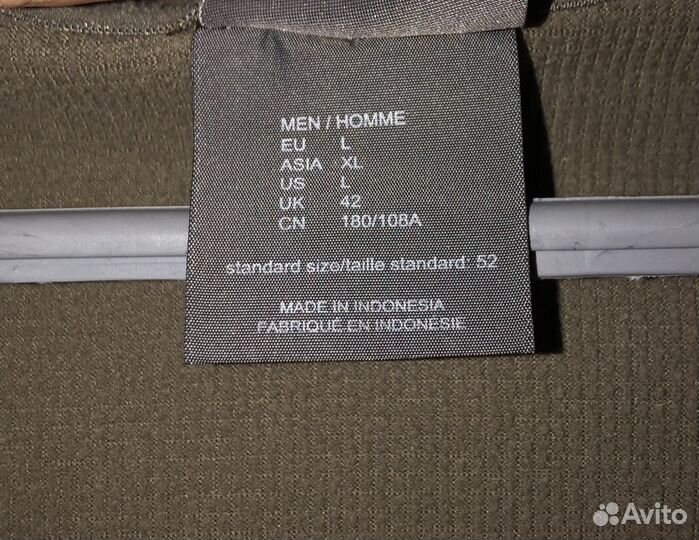 MEN / HOMME
EU L
ASIA XL
US L
UK 42
CN 180/108A
standard size/taille standard: 52
MADE IN INDONESIA
FABRIQUÉ EN INDONESIE
Avito